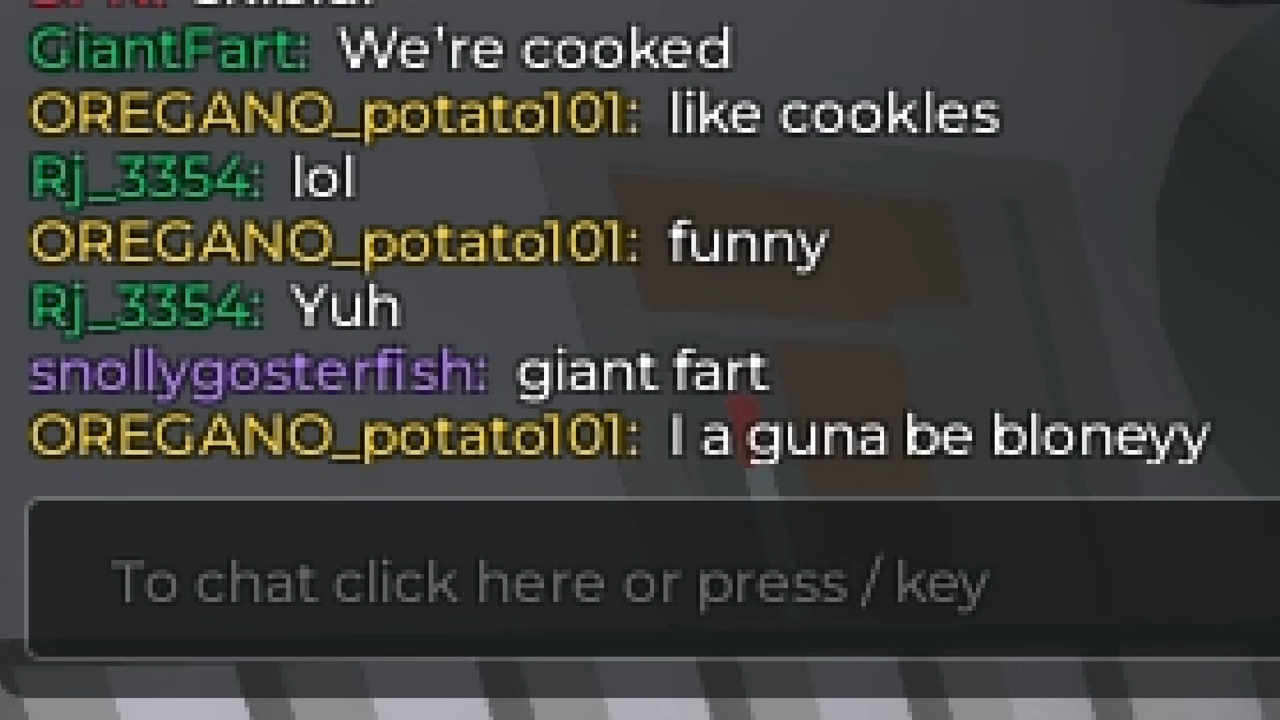 GiantFart: We're cooked
OREGANO_potato101: like cookles
Rj_3354: lol
OREGANO_potato101: funny
Rj_3354: Yuh
snollygosterfish: giant fart
OREGANO_potato101: I a guna be bloneyy
To chat click here or press / key